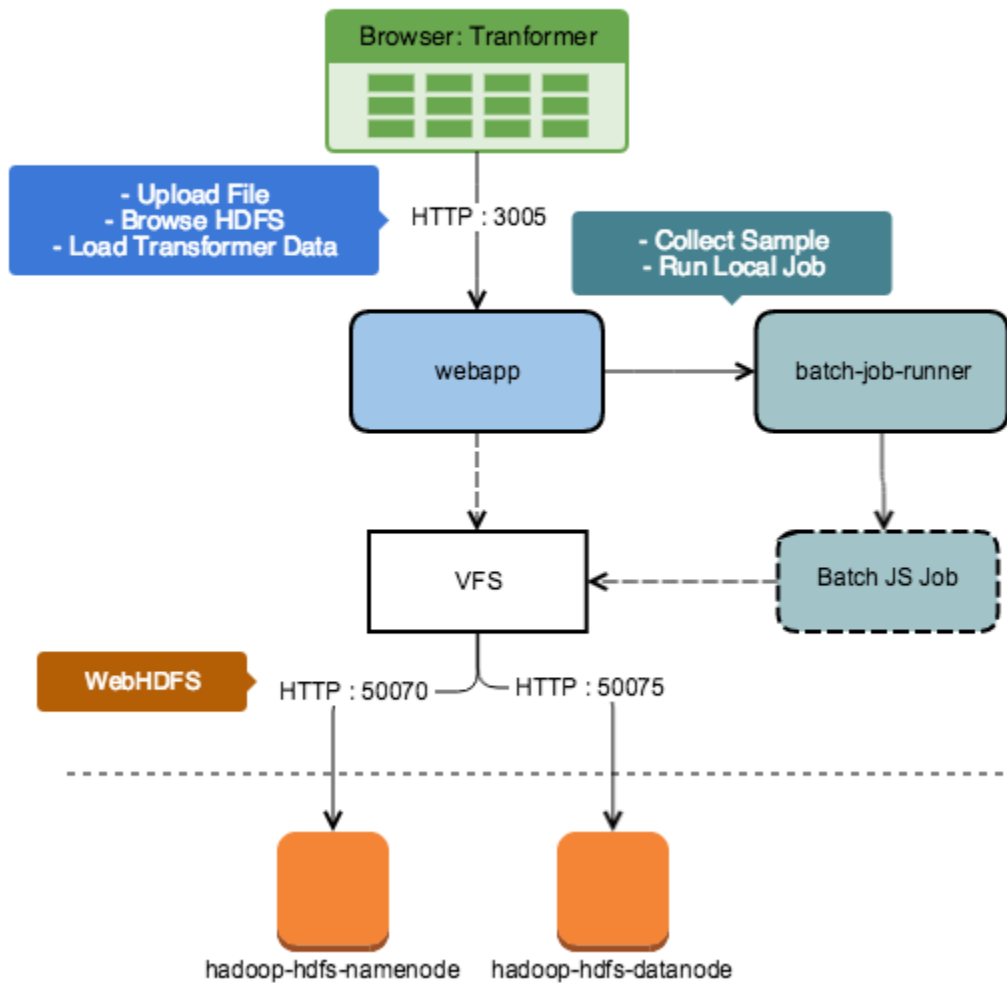 Browser: Tranformer
- Upload File
- Browse HDFS
- Load Transformer Data
HTTP : 3005
- Collect Sample
- Run Local Job
webapp
batch-job-runner
VFS
Batch JS Job
WebHDFS
HTTP : 50070
HTTP : 50075
hadoop-hdfs-namenode
hadoop-hdfs-datanode